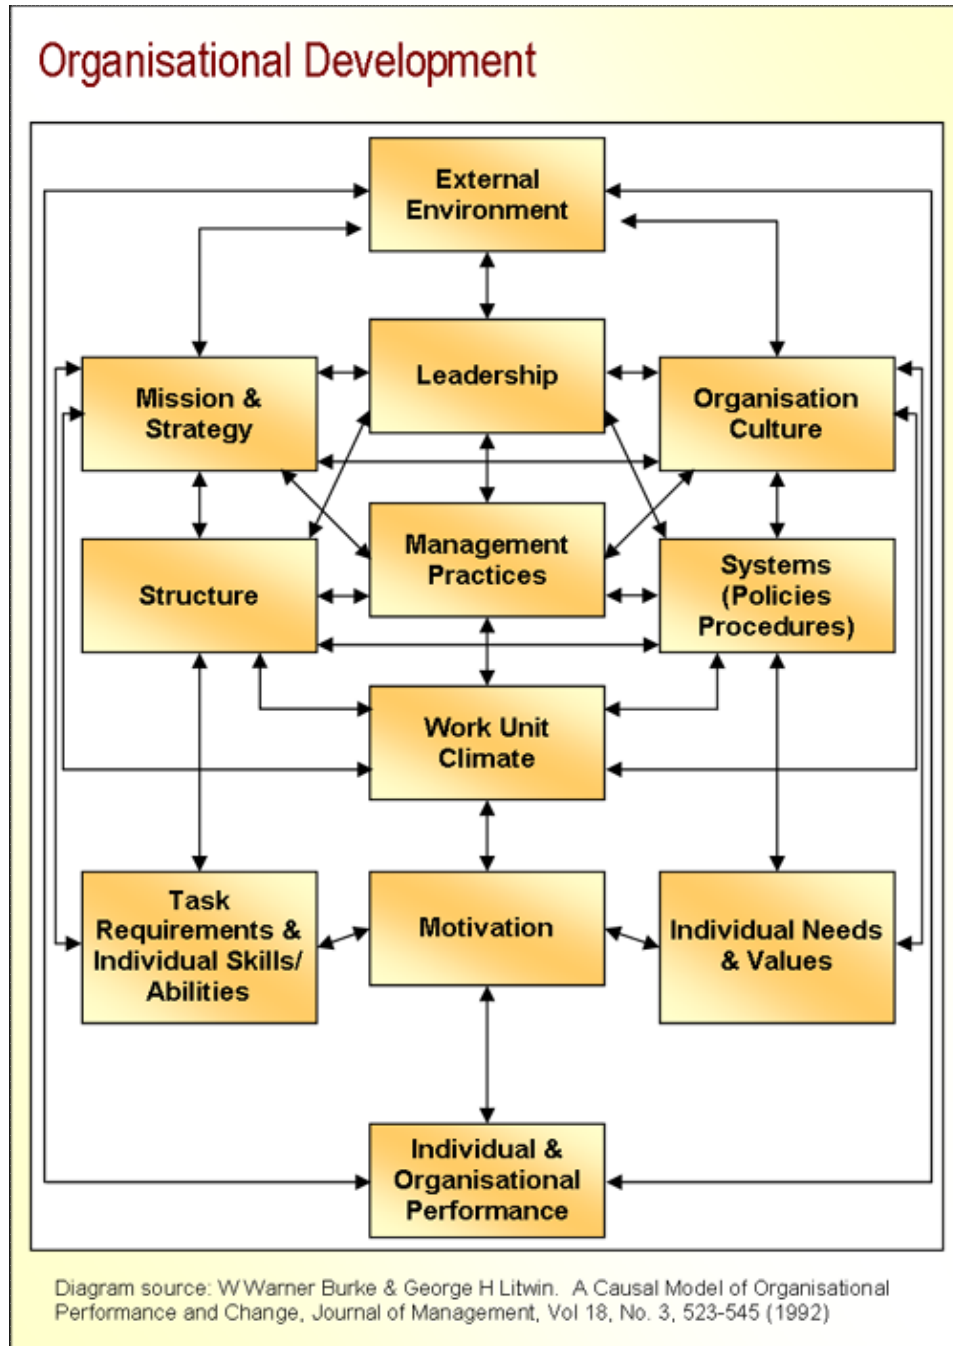 Organisational Development
External
Environment
Leadership
Mission &
Strategy
Organisation
Culture
Management
Practices
Structure
Systems
(Policies
Procedures)
Work Unit
Climate
Task
Requirements &
Individual Skills/
Abilities
Motivation
Individual Needs
& Values
Individual &
Organisational
Performance
Diagram source: W Warner Burke & George H Litwin.  A Causal Model of Organisational
Performance and Change, Journal of Management, Vol 18, No. 3, 523-545 (1992)